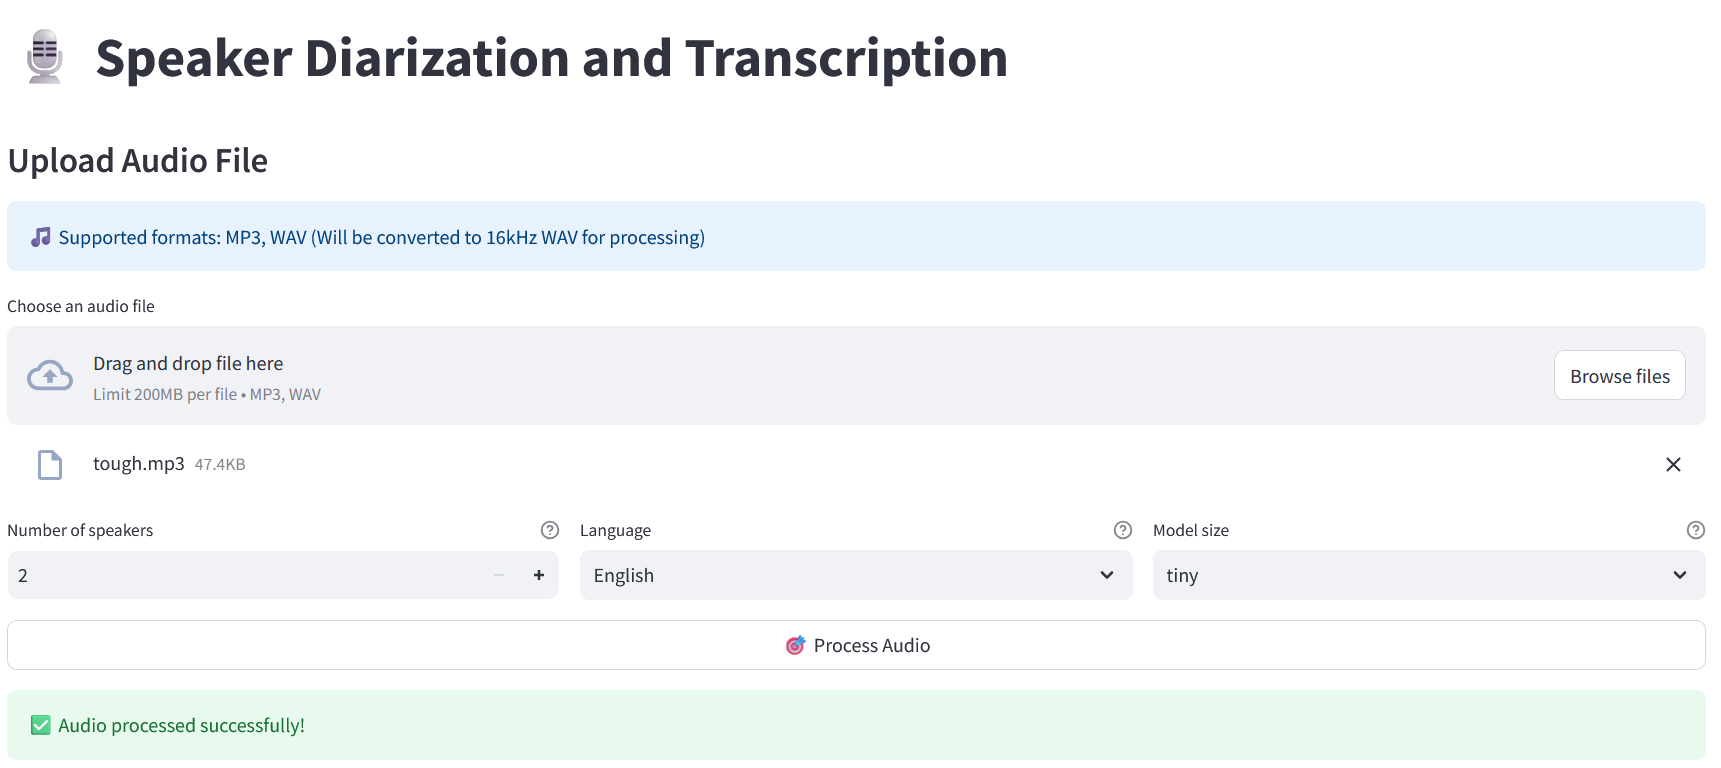 Speaker Diarization and Transcription
Upload Audio File
Supported formats: MP3, WAV (Will be converted to 16kHz WAV for processing)
Choose an audio file
Drag and drop file here
Limit 200MB per file • MP3, WAV
Browse files
tough.mp3 47.4KB
Number of speakers
Language
Model size
2
English
tiny
Process Audio
Audio processed successfully!